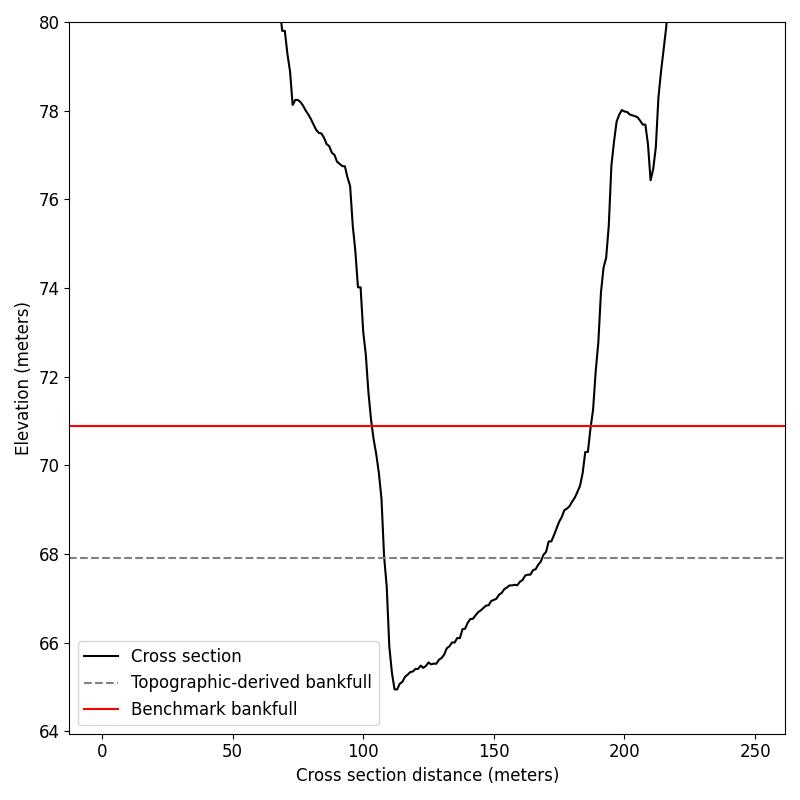 80
78
76
74
72
70
68
66
64
Elevation (meters)
Cross section
Topographic-derived bankfull
Benchmark bankfull
0 50 100 150 200 250
Cross section distance (meters)